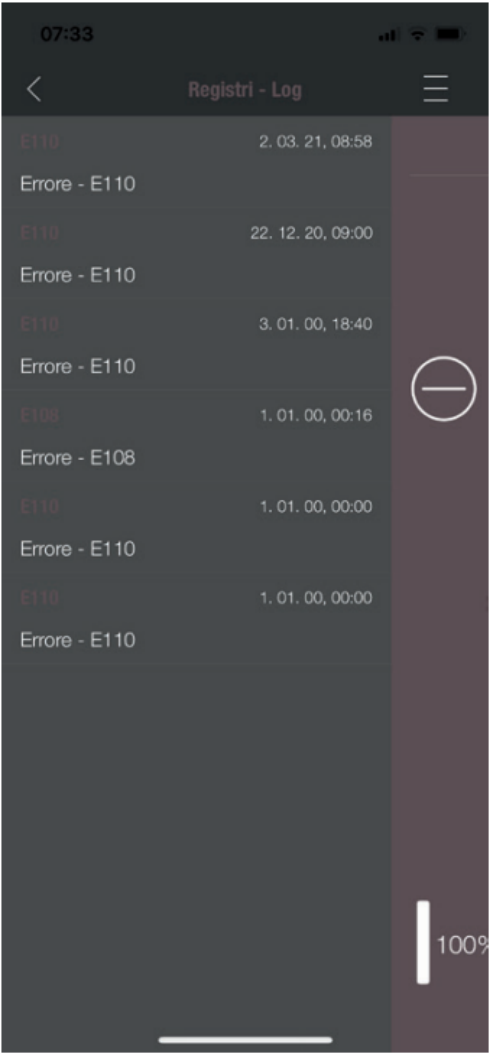 07:33
Registri - Log
E110 2. 03. 21, 08:58
Errore - E110
E110 22. 12. 20, 09:00
Errore - E110
E110 3. 01. 00, 18:40
Errore - E110
E108 1. 01. 00, 00:16
Errore - E108
E110 1. 01. 00, 00:00
Errore - E110
E110 1. 01. 00, 00:00
Errore - E110
100%